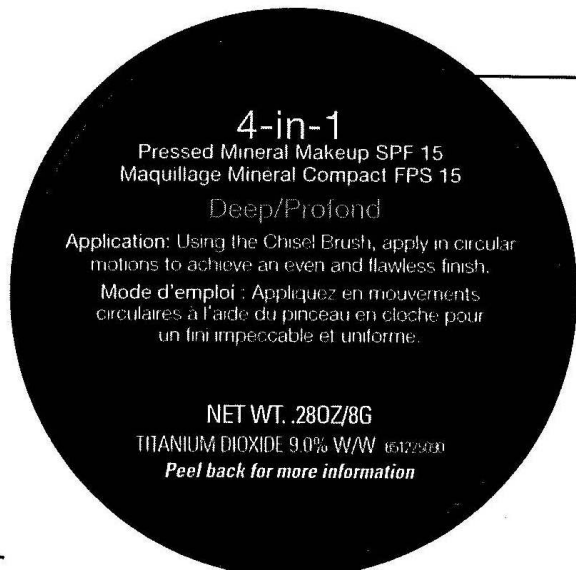 4-in-1
Pressed Mineral Makeup SPF 15
Maquillage Minéral Compact FPS 15
Deep/Profond
Application: Using the Chisel Brush, apply in circular
motions to achieve an even and flawless finish.
Mode d'emploi : Appliquez en mouvements
circulaires à l'aide du pinceau en cloche pour
un fini impeccable et uniforme.
NET WT. .28OZ/8G
TITANIUM DIOXIDE 9.0% W/W
Peel back for more information